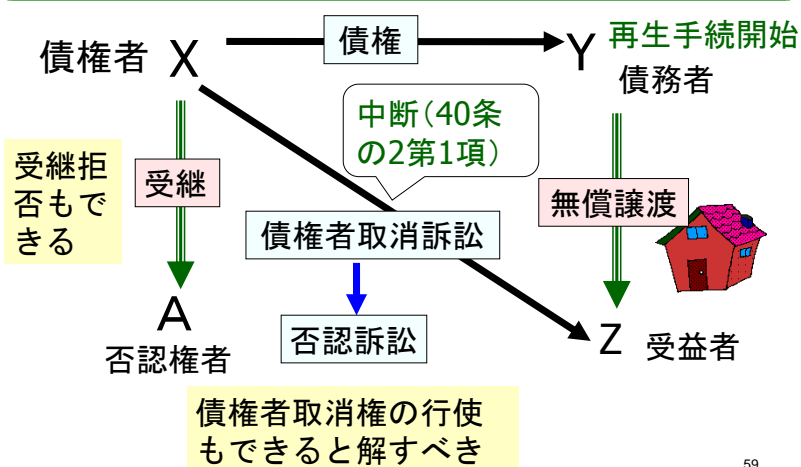 債権者 X
債権
Y
再生手続開始
債務者
中断(40条
の2第1項)
受継拒
否もで
きる
受継
無償譲渡
債権者取消訴訟
A
否認権者
否認訴訟
Z 受益者
債権者取消権の行使
もできると解すべき
59